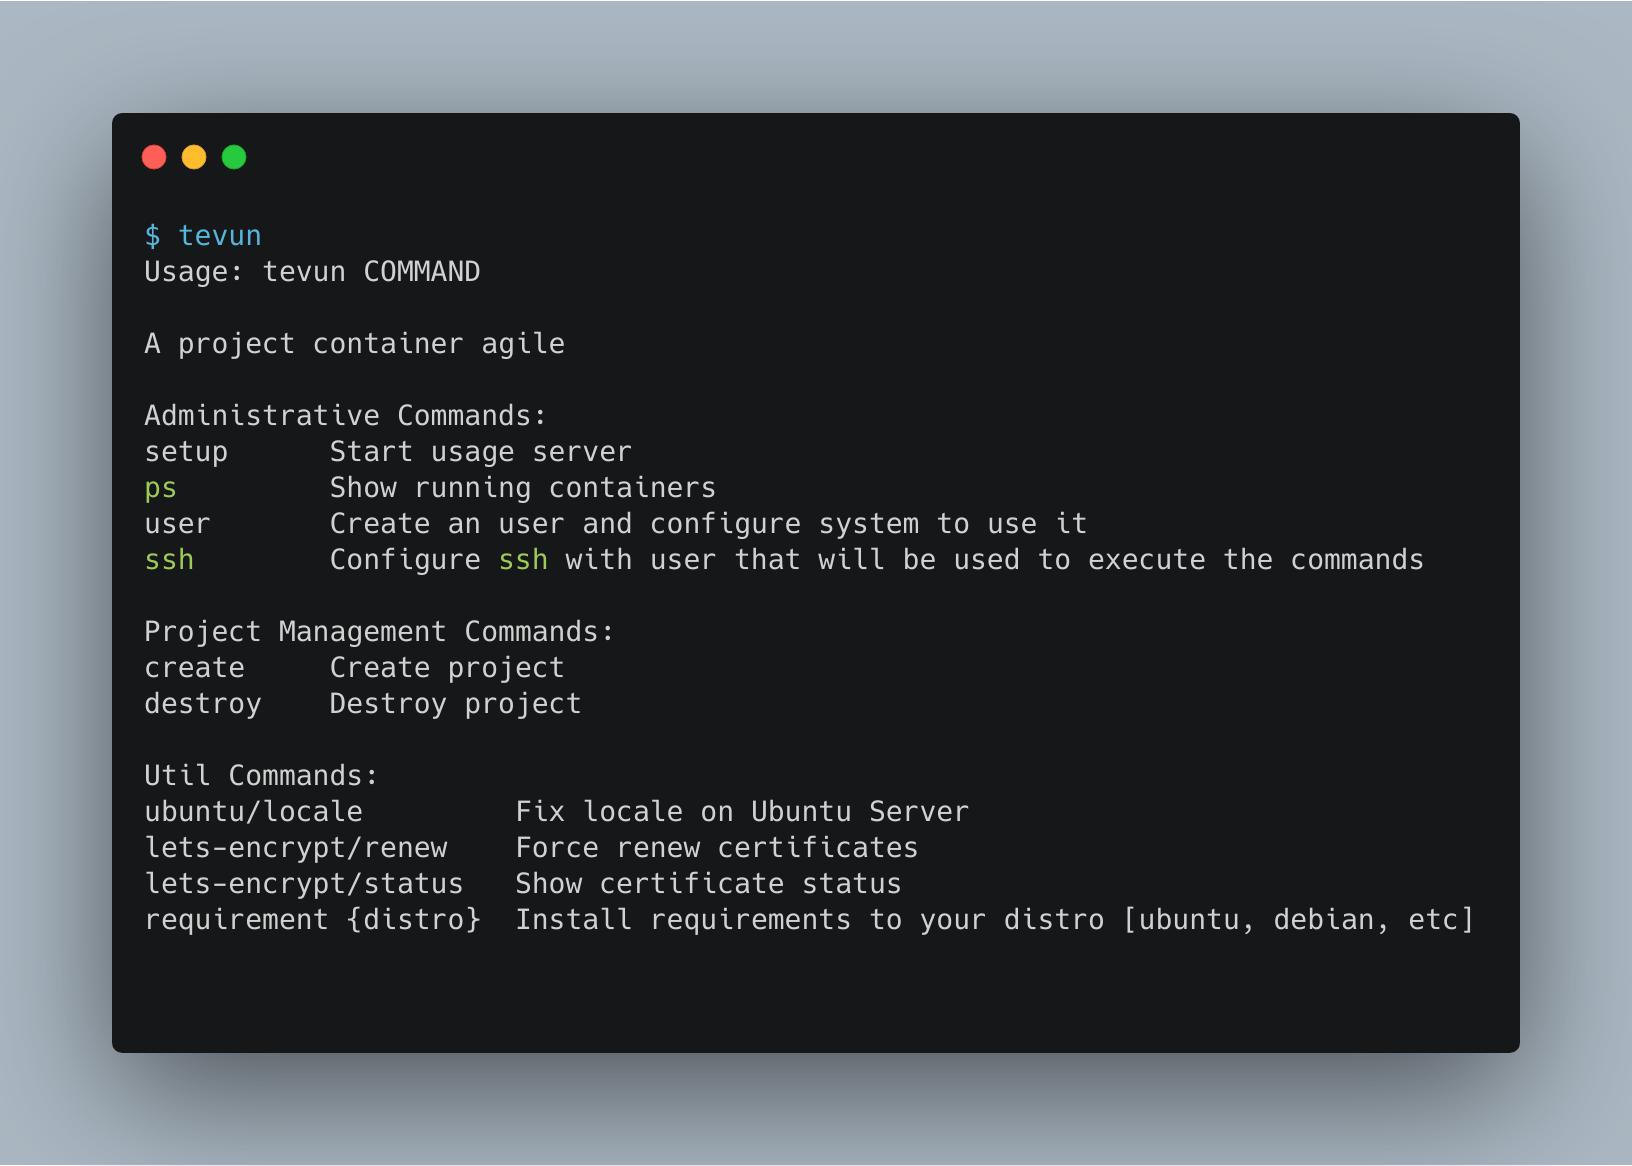 $ tevun
Usage: tevun COMMAND
A project container agile
Administrative Commands:
setup      Start usage server
ps         Show running containers
user       Create an user and configure system to use it
ssh        Configure ssh with user that will be used to execute the commands
Project Management Commands:
create     Create project
destroy    Destroy project
Util Commands:
ubuntu/locale         Fix locale on Ubuntu Server
lets-encrypt/renew    Force renew certificates
lets-encrypt/status   Show certificate status
requirement {distro}  Install requirements to your distro [ubuntu, debian, etc]